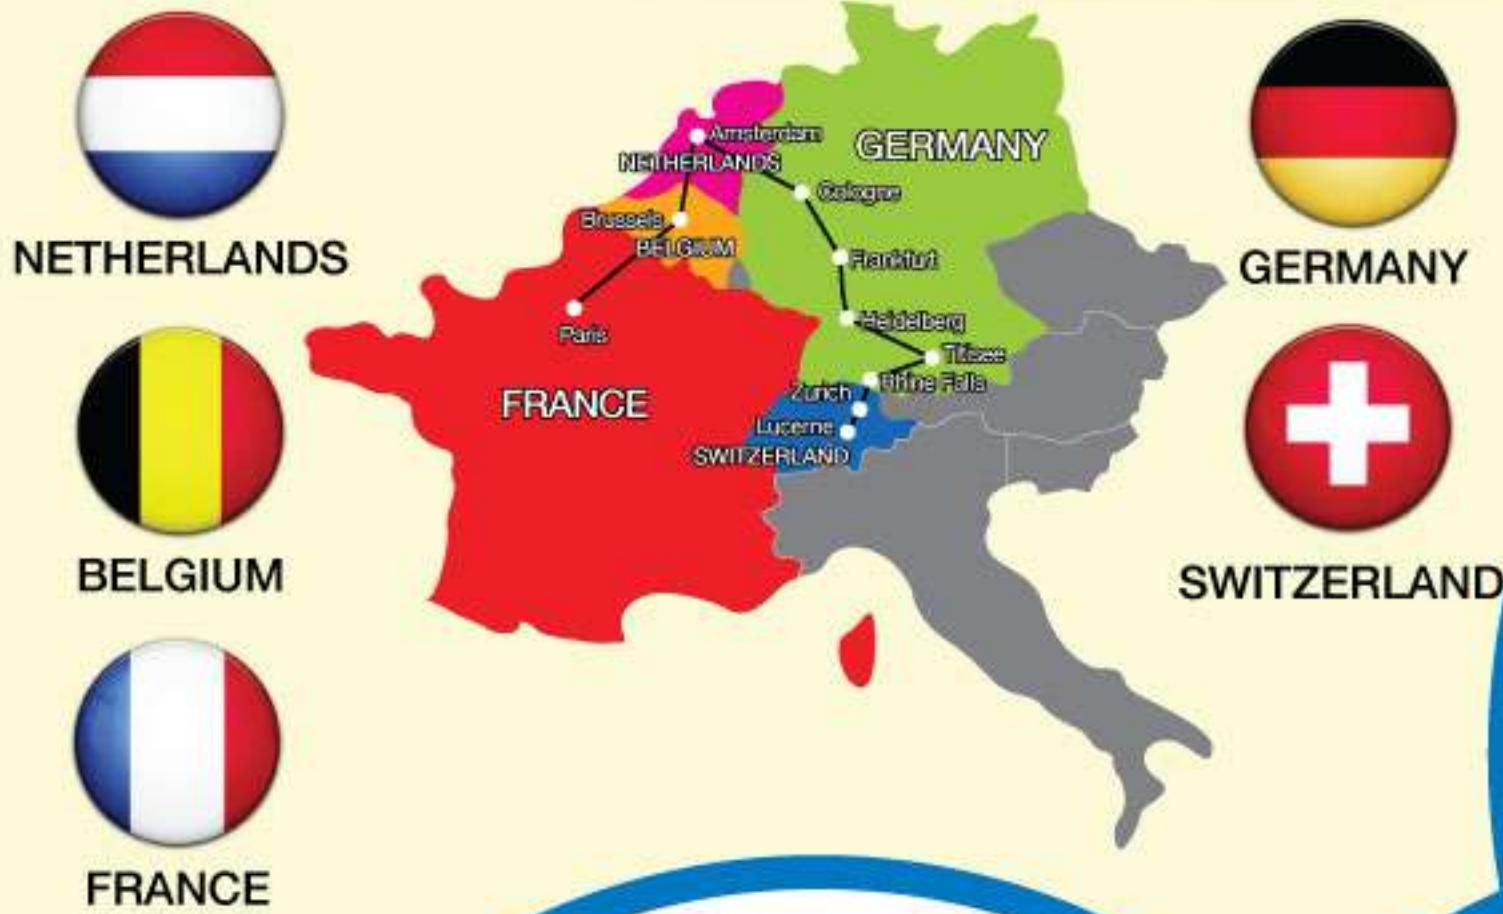 NETHERLANDS
BELGIUM
FRANCE
Amsterdam
NETHERLANDS
GERMANY
Cologne
Brussels
BELGIUM
Frankfurt
Paris
Heidelberg
Titisee
Rhine Falls
Zurich
FRANCE
Lucerne
SWITZERLAND
GERMANY
SWITZERLAND